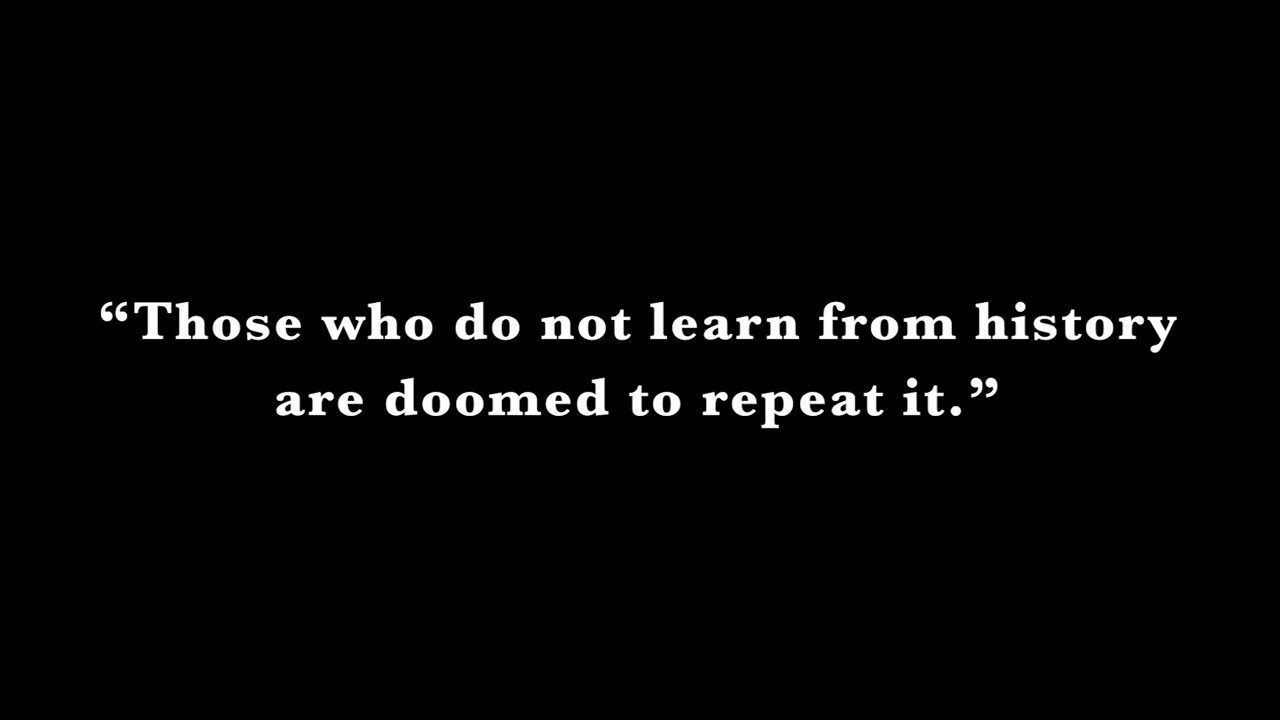 “Those who do not learn from history
are doomed to repeat it.”